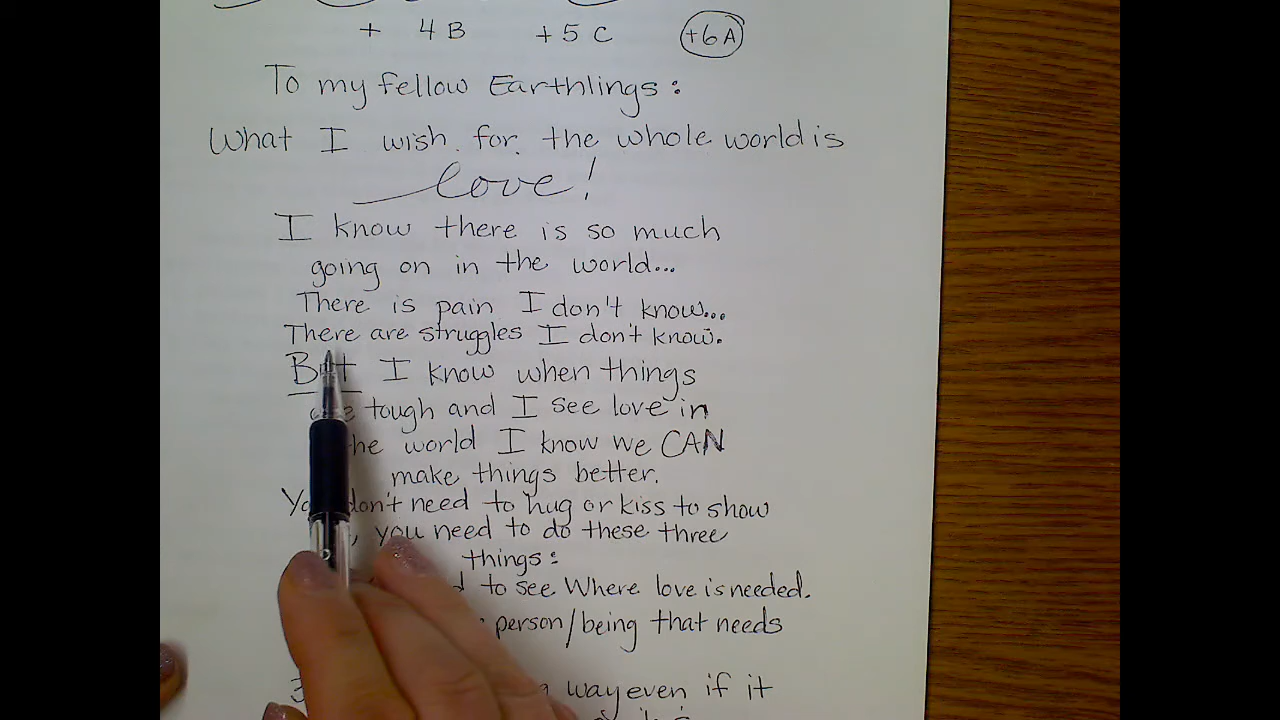 + 4 B + 5 C +6 A
To my fellow Earthlings:
What I wish for the whole world is
love!
I know there is so much
going on in the world...
There is pain I don't know...
There are struggles I don't know.
But I know when things
tough and I see love in
world I know we CAN
make things better.
don't need to hug or kiss to show
, you need to do these three
things:
to see Where love is needed.
person/being that needs
3
way even if it